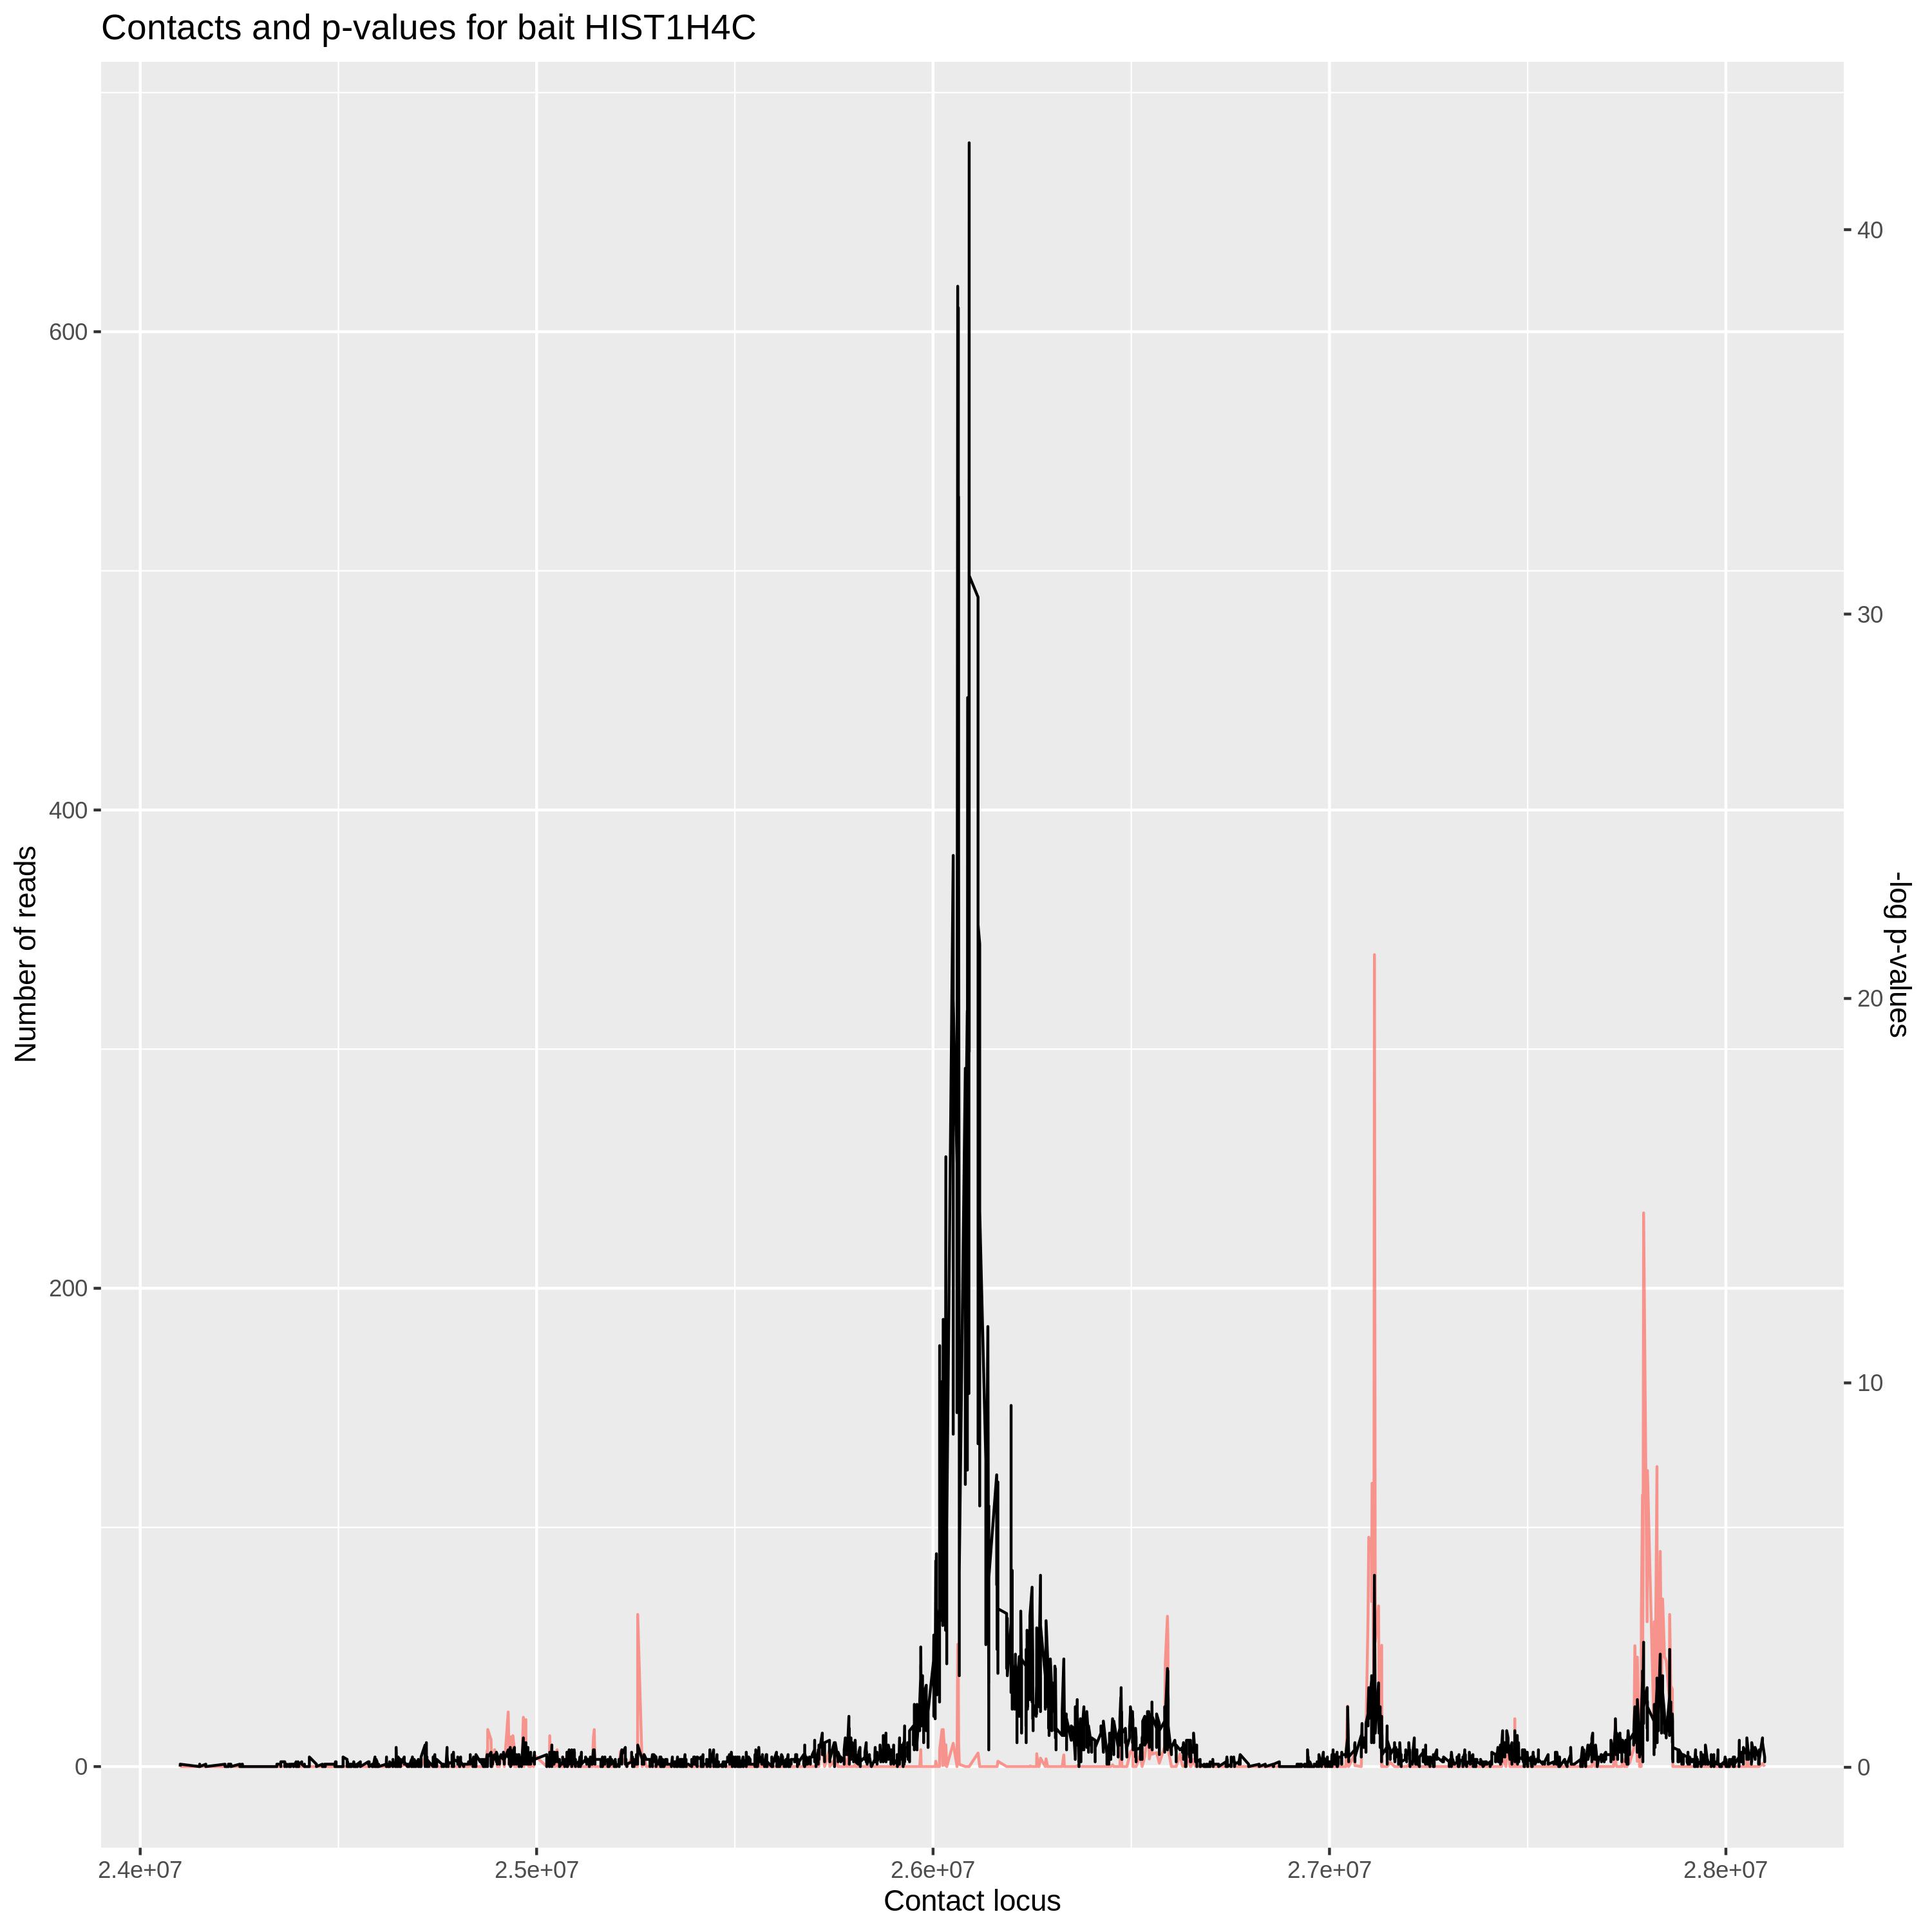 Contacts and p-values for bait HIST1H4C
40
600
30
400
Number of reads
-log p-values
20
200
10
0
0
2.4e+07
2.5e+07
2.6e+07
2.7e+07
2.8e+07
Contact locus